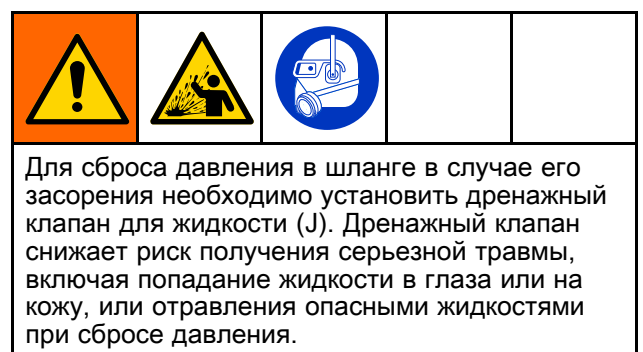 Для сброса давления в шланге в случае его
засорения необходимо установить дренажный
клапан для жидкости (J). Дренажный клапан
снижает риск получения серьезной травмы,
включая попадание жидкости в глаза или на
кожу, или отравления опасными жидкостями
при сбросе давления.